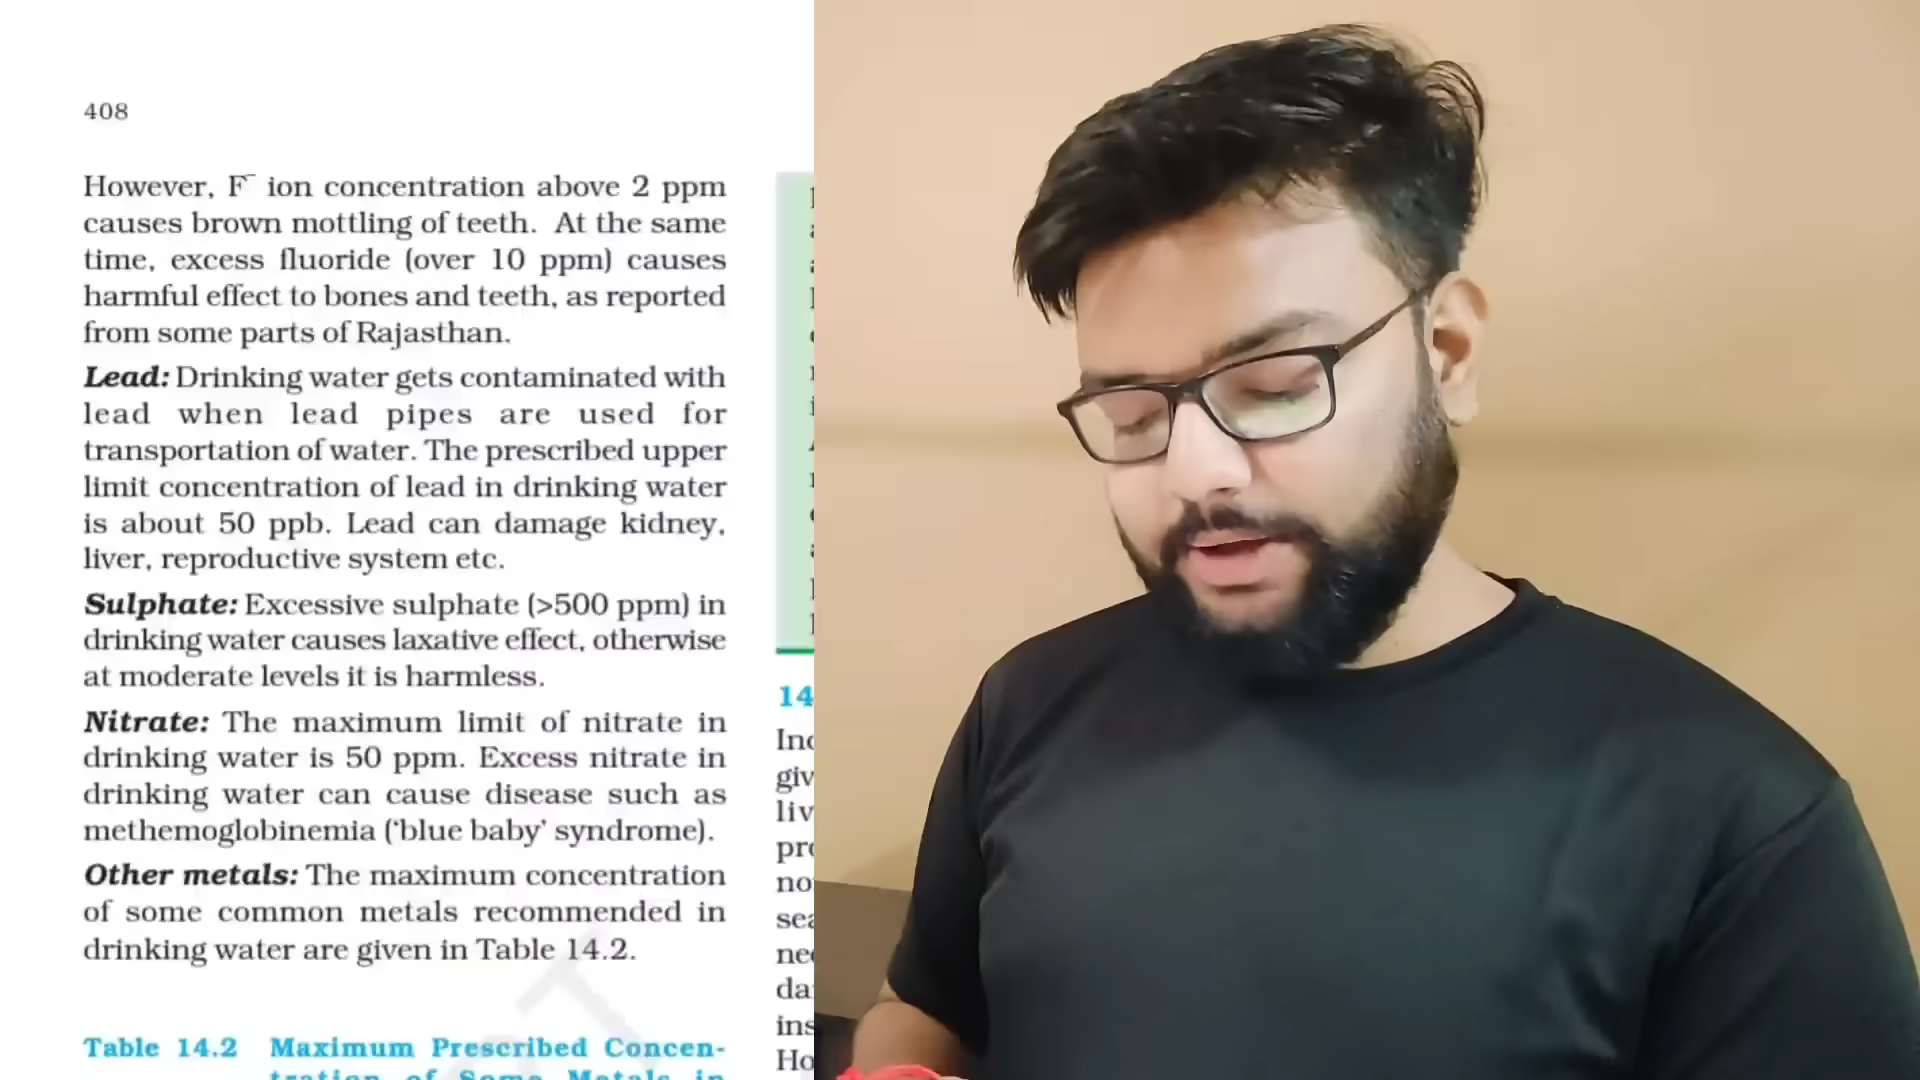 408
However, F⁻ ion concentration above 2 ppm
causes brown mottling of teeth. At the same
time, excess fluoride (over 10 ppm) causes
harmful effect to bones and teeth, as reported
from some parts of Rajasthan.
Lead: Drinking water gets contaminated with
lead when lead pipes are used for
transportation of water. The prescribed upper
limit concentration of lead in drinking water
is about 50 ppb. Lead can damage kidney,
liver, reproductive system etc.
Sulphate: Excessive sulphate (>500 ppm) in
drinking water causes laxative effect, otherwise
at moderate levels it is harmless.
Nitrate: The maximum limit of nitrate in
drinking water is 50 ppm. Excess nitrate in
drinking water can cause disease such as
methemoglobinemia (‘blue baby’ syndrome).
Other metals: The maximum concentration
of some common metals recommended in
drinking water are given in Table 14.2.
Table 14.2 Maximum Prescribed Concen-
tration of Some Metals in
14